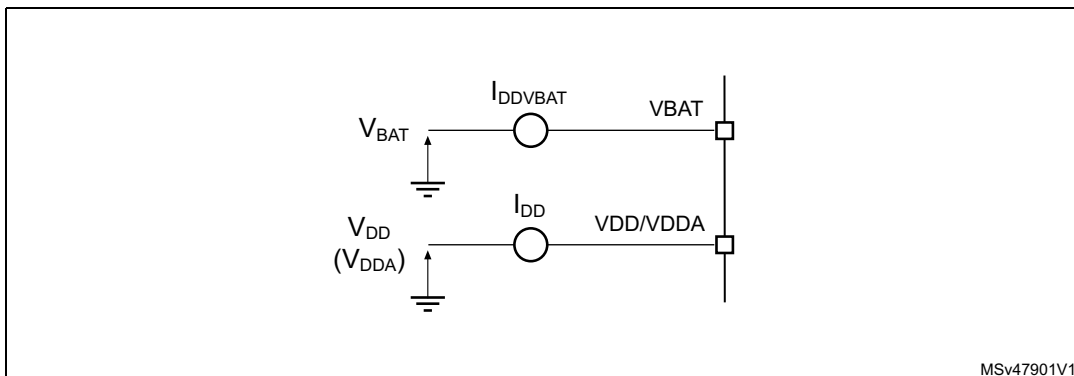 IDDVBAT
VBAT
VBAT
IDD
VDD/VDDA
VDD
(VDDA)
MSv47901V1